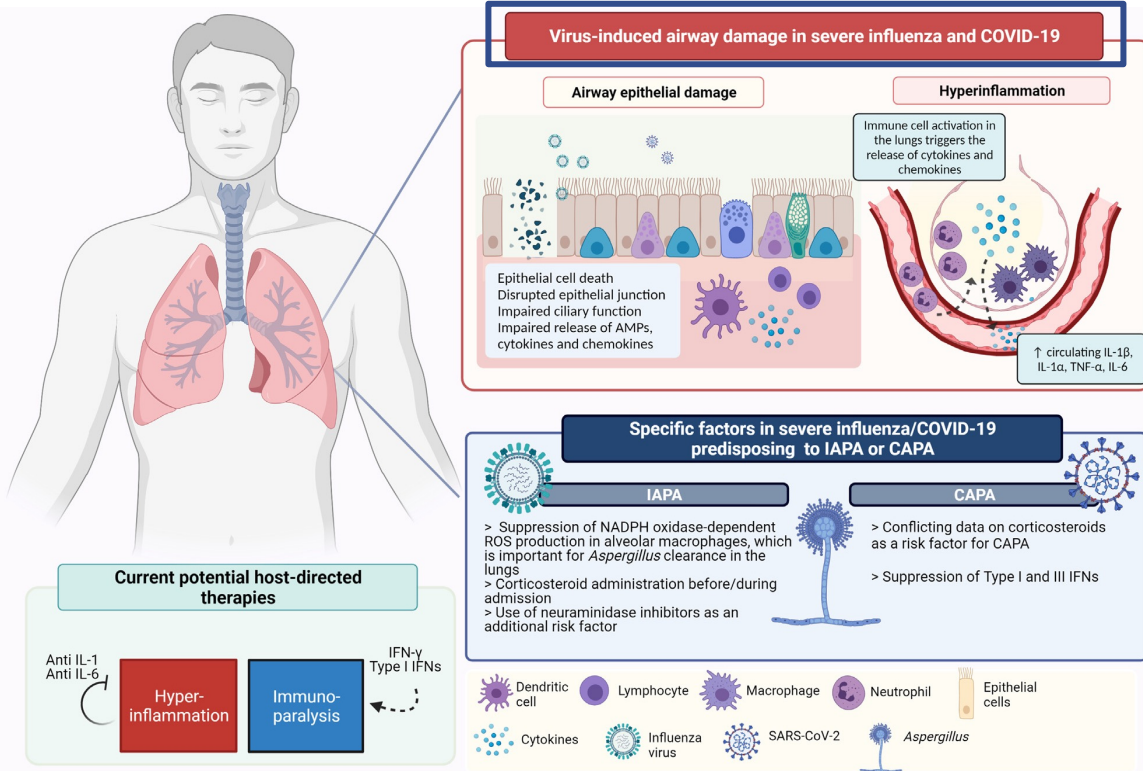 Virus-induced airway damage in severe influenza and COVID-19
Airway epithelial damage
Hyperinflammation
Immune cell activation in
the lungs triggers the
release of cytokines and
chemokines
Epithelial cell death
Disrupted epithelial junction
Impaired ciliary function
Impaired release of AMPs,
cytokines and chemokines
↑ circulating IL-1β,
IL-1α, TNF-α, IL-6
Specific factors in severe influenza/COVID-19
predisposing to IAPA or CAPA
IAPA
> Suppression of NADPH oxidase-dependent
ROS production in alveolar macrophages, which
is important for Aspergillus clearance in the
lungs
> Corticosteroid administration before/during
admission
> Use of neuraminidase inhibitors as an
additional risk factor
CAPA
> Conflicting data on corticosteroids
as a risk factor for CAPA
> Suppression of Type I and III IFNs
Current potential host-directed
therapies
Anti IL-1
Anti IL-6
Hyper-
inflammation
Immuno-
paralysis
IFN-γ
Type I IFNs
Dendritic
cell
Lymphocyte
Macrophage
Neutrophil
Epithelial
cells
Cytokines
Influenza
virus
SARS-CoV-2
Aspergillus